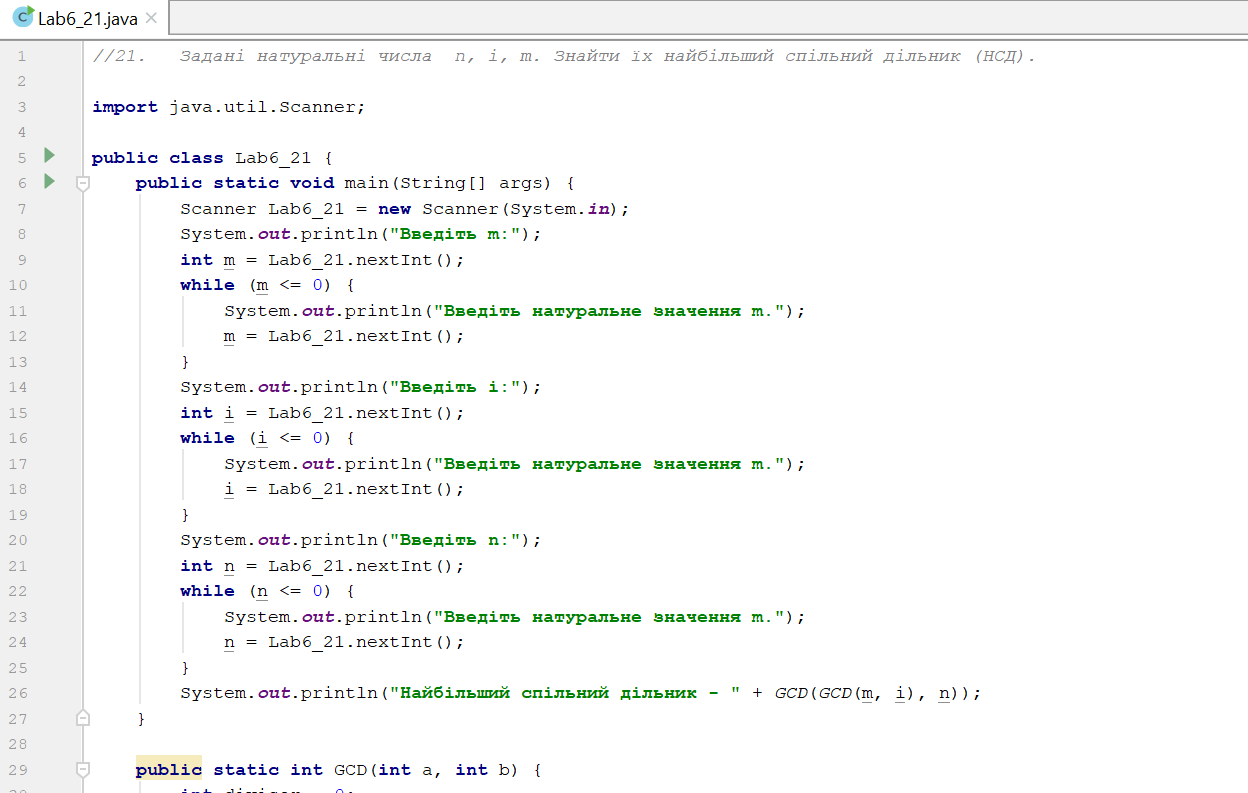 Lab6_21.java
1 //21. Задані натуральні числа n, i, m. Знайти їх найбільший спільний дільник (НСД).
2
3 import java.util.Scanner;
4
5 public class Lab6_21 {
6 public static void main(String[] args) {
7 Scanner Lab6_21 = new Scanner(System.in);
8 System.out.println("Введіть m:");
9 int m = Lab6_21.nextInt();
10 while (m <= 0) {
11 System.out.println("Введіть натуральне значення m.");
12 m = Lab6_21.nextInt();
13 }
14 System.out.println("Введіть i:");
15 int i = Lab6_21.nextInt();
16 while (i <= 0) {
17 System.out.println("Введіть натуральне значення m.");
18 i = Lab6_21.nextInt();
19 }
20 System.out.println("Введіть n:");
21 int n = Lab6_21.nextInt();
22 while (n <= 0) {
23 System.out.println("Введіть натуральне значення m.");
24 n = Lab6_21.nextInt();
25 }
26 System.out.println("Найбільший спільний дільник - " + GCD(GCD(m, i), n));
27 }
28
29 public static int GCD(int a, int b) {